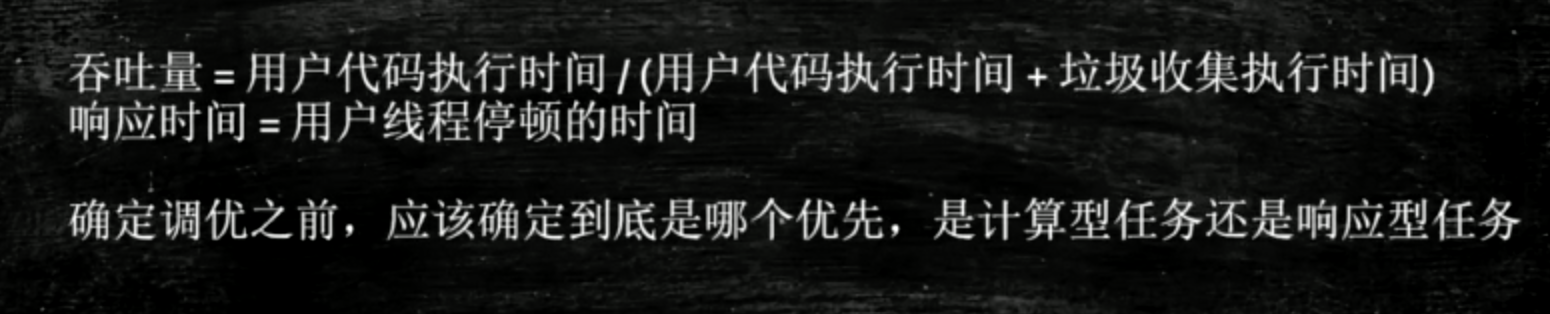 吞吐量 = 用户代码执行时间 / (用户代码执行时间 + 垃圾收集执行时间)
响应时间 = 用户线程停顿的时间
确定调优之前，应该确定到底是哪个优先，是计算型任务还是响应型任务